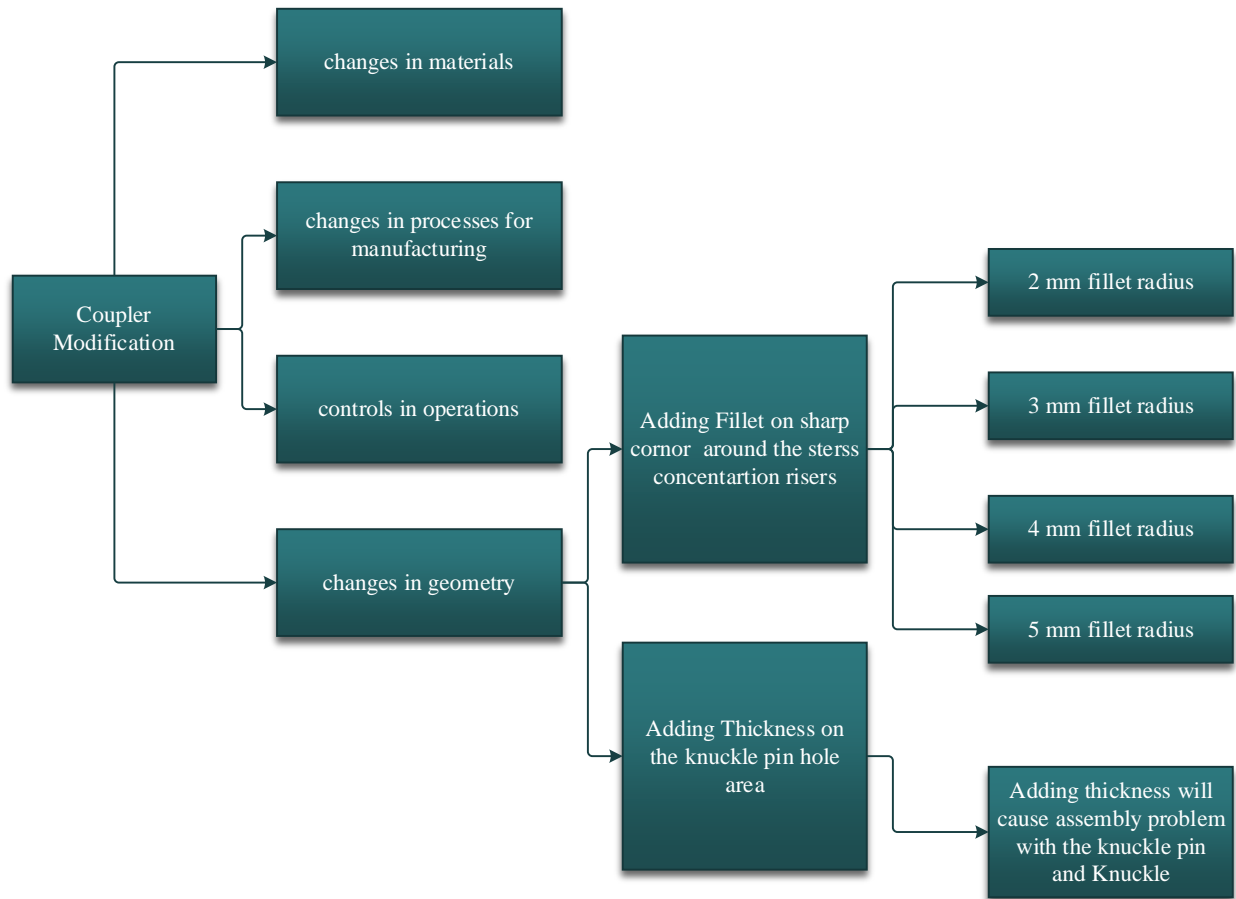 changes in materials
changes in processes for
manufacturing
Coupler
Modification
controls in operations
changes in geometry
Adding Fillet on sharp
cornor around the sterss
concentartion risers
Adding Thickness on
the knuckle pin hole
area
2 mm fillet radius
3 mm fillet radius
4 mm fillet radius
5 mm fillet radius
Adding thickness will
cause assembly problem
with the knuckle pin
and Knuckle